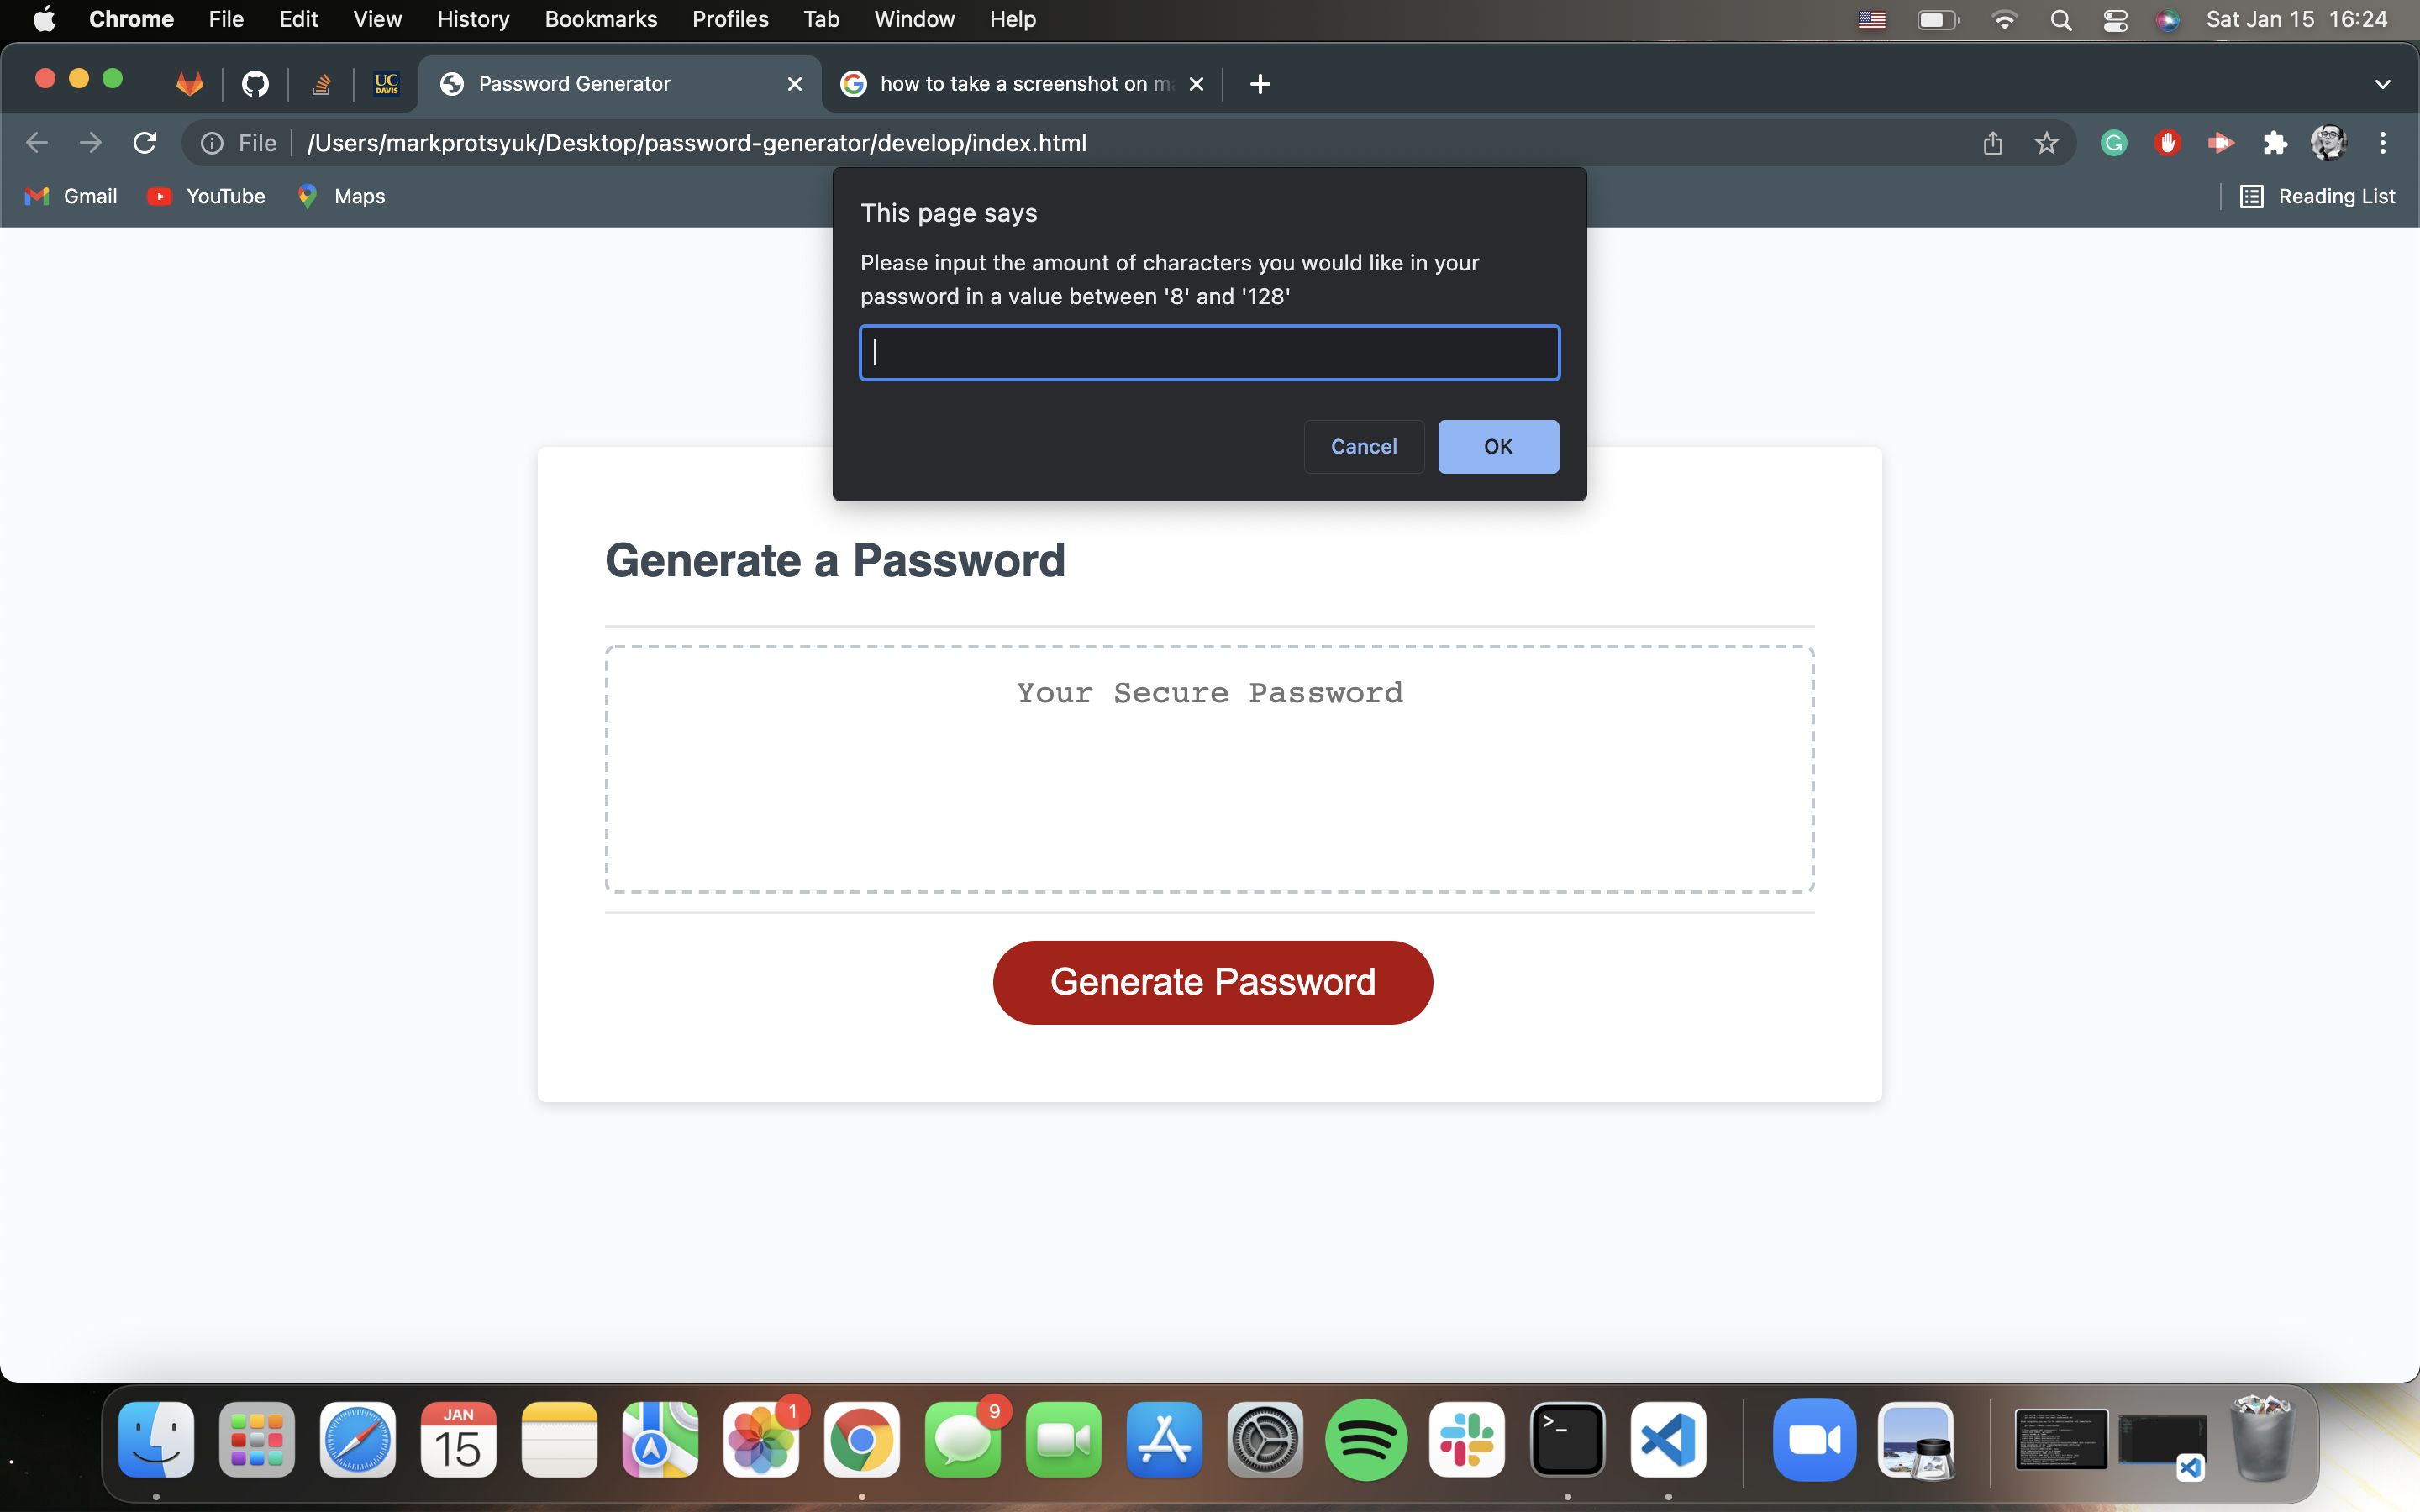 Chrome File Edit View History Bookmarks Profiles Tab Window Help Sat Jan 15 16:24
UC DAVIS Password Generator how to take a screenshot on m
File /Users/markprotsyuk/Desktop/password-generator/develop/index.html
Gmail YouTube Maps Reading List
This page says
Please input the amount of characters you would like in your
password in a value between '8' and '128'
Cancel OK
Generate a Password
Your Secure Password
Generate Password
JAN 1 9
15